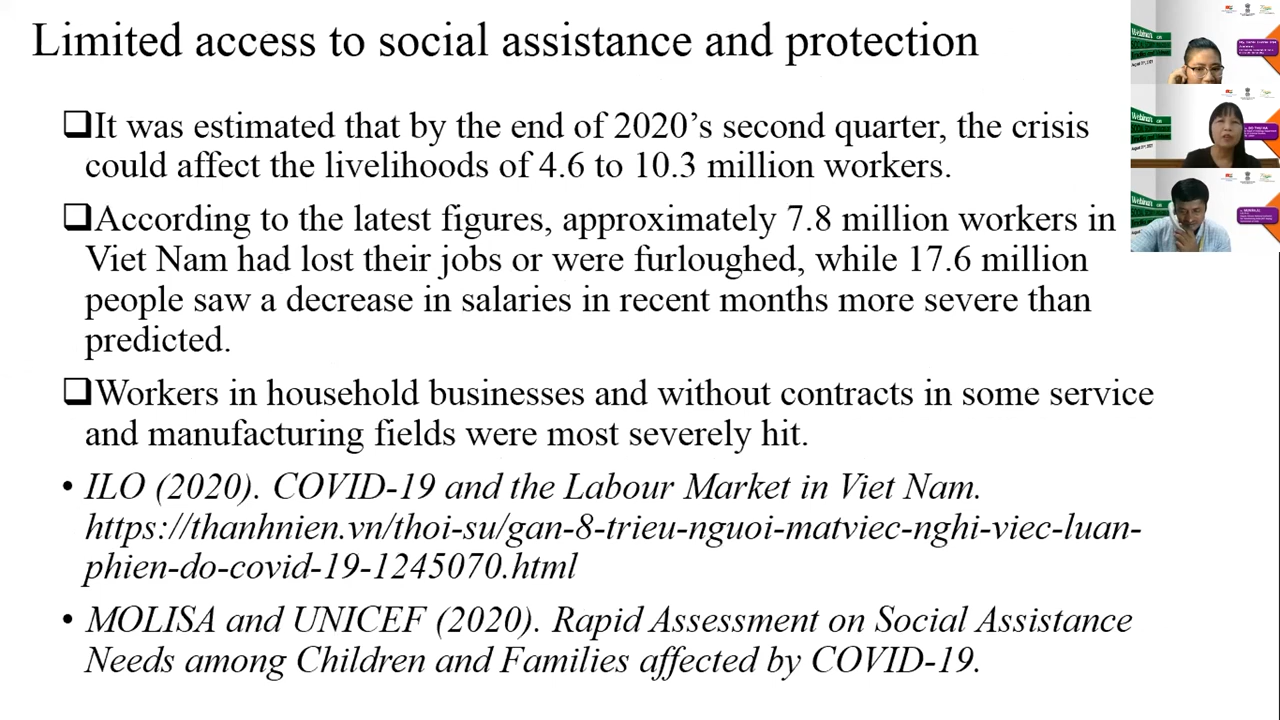 Limited access to social assistance and protection
❑It was estimated that by the end of 2020’s second quarter, the crisis
could affect the livelihoods of 4.6 to 10.3 million workers.
❑According to the latest figures, approximately 7.8 million workers in
Viet Nam had lost their jobs or were furloughed, while 17.6 million
people saw a decrease in salaries in recent months more severe than
predicted.
❑Workers in household businesses and without contracts in some service
and manufacturing fields were most severely hit.
• ILO (2020). COVID-19 and the Labour Market in Viet Nam.
https://thanhnien.vn/thoi-su/gan-8-trieu-nguoi-matviec-nghi-viec-luan-
phien-do-covid-19-1245070.html
• MOLISA and UNICEF (2020). Rapid Assessment on Social Assistance
Needs among Children and Families affected by COVID-19.
Webinar
Webinar